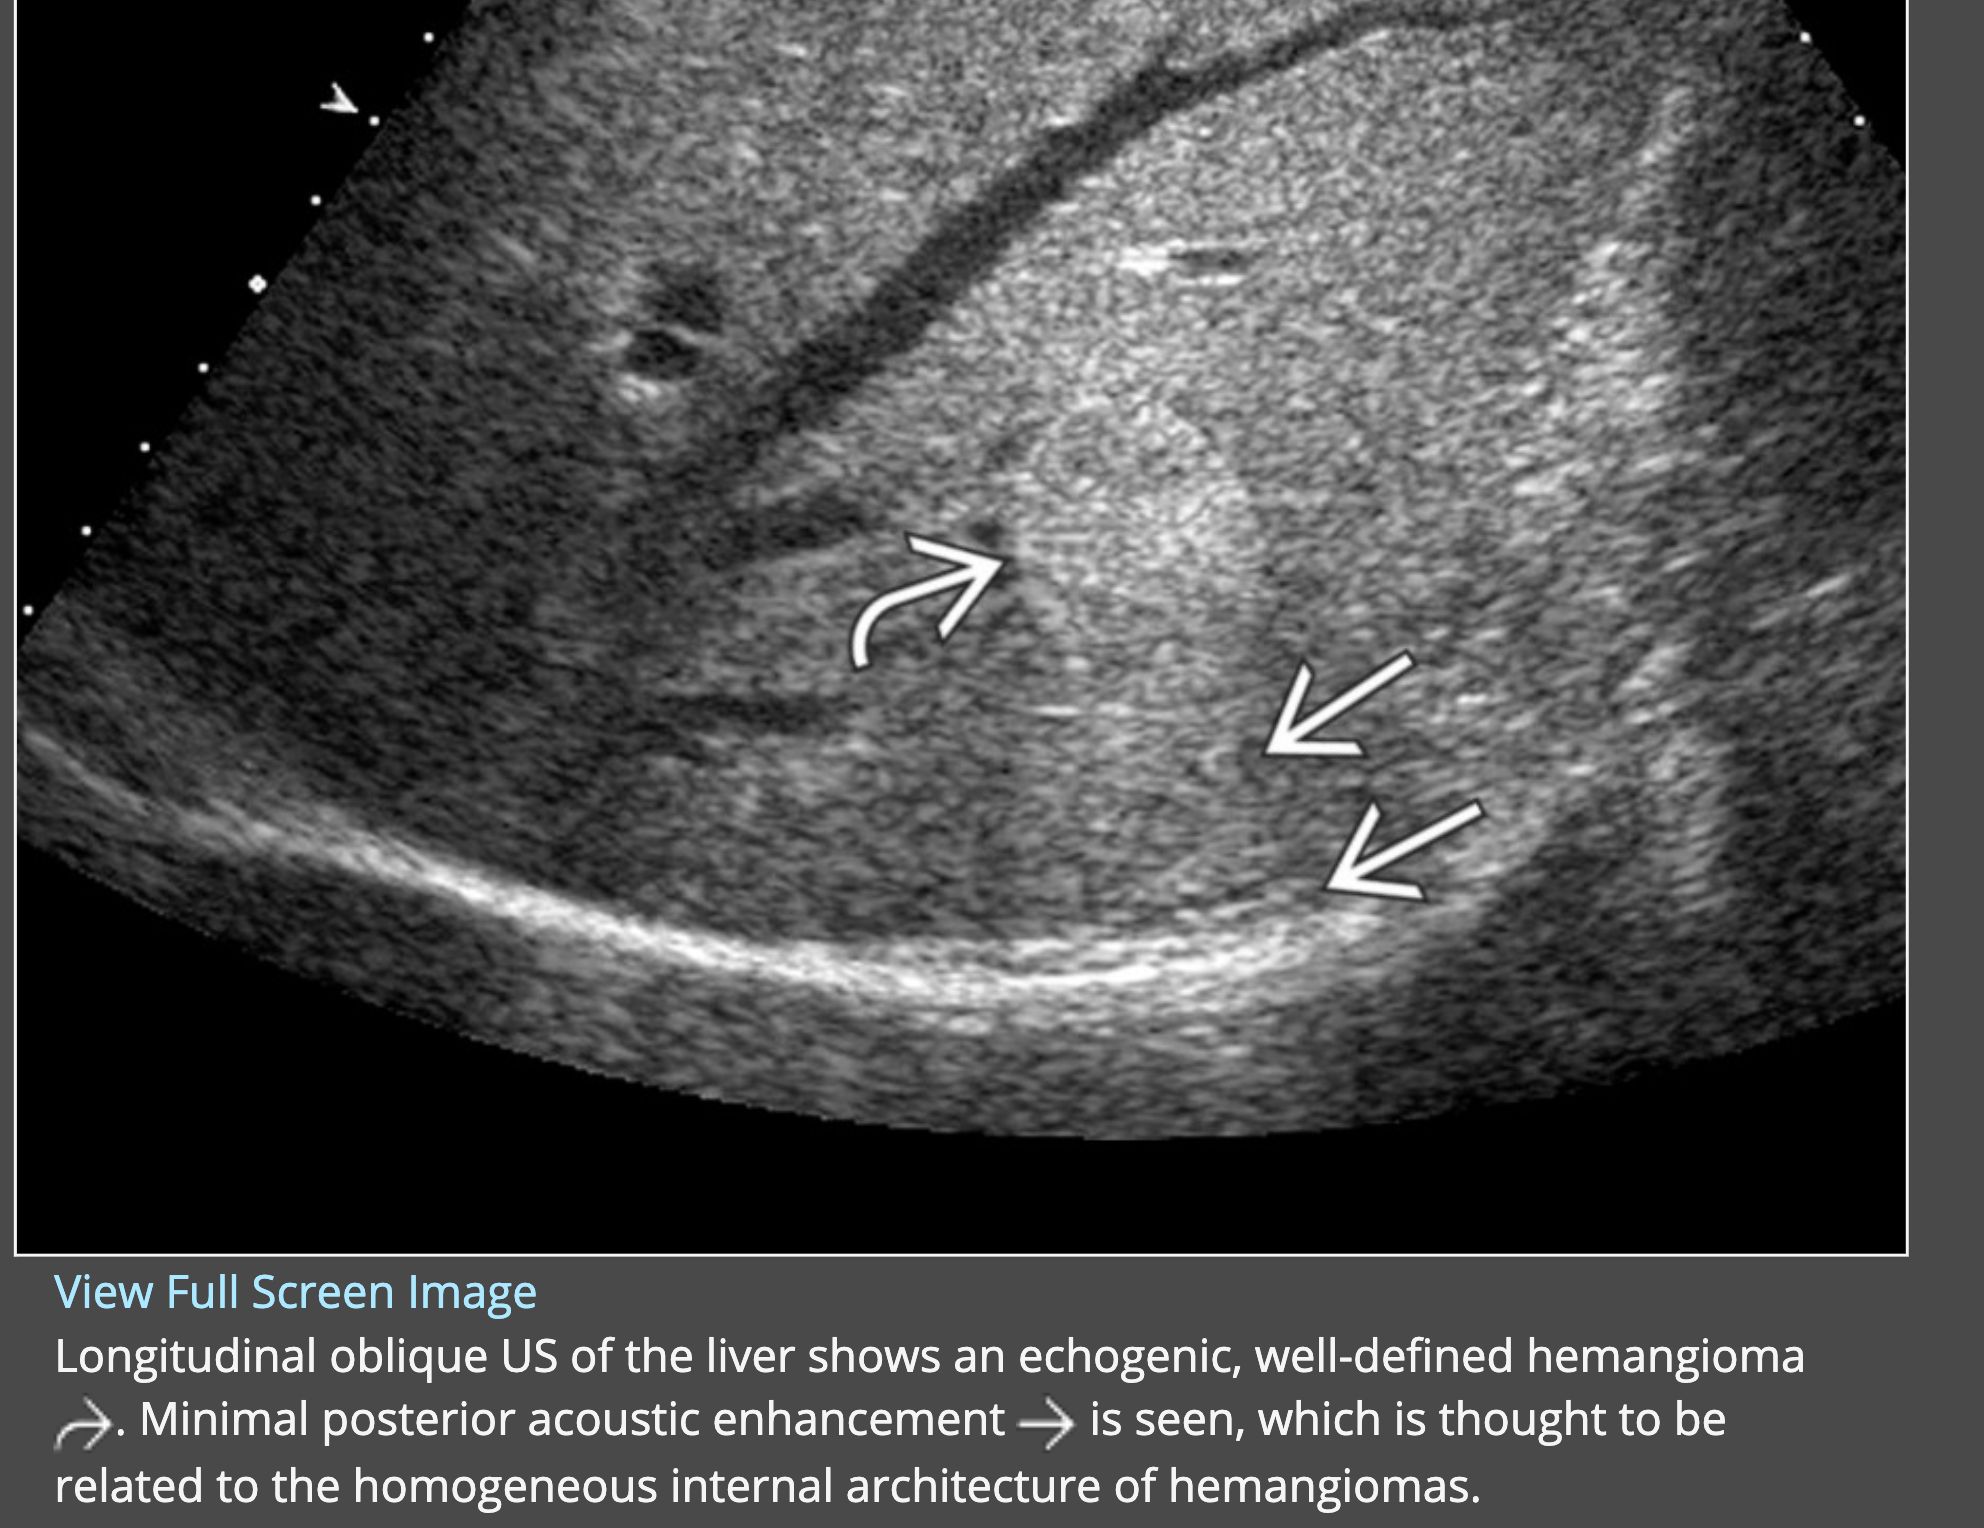 View Full Screen Image
Longitudinal oblique US of the liver shows an echogenic, well-defined hemangioma
. Minimal posterior acoustic enhancement is seen, which is thought to be
related to the homogeneous internal architecture of hemangiomas.